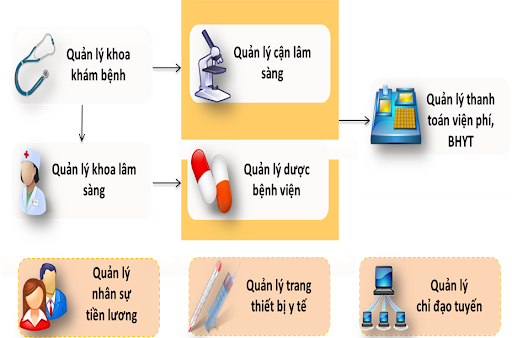 Quản lý khoa
khám bệnh
Quản lý cận lâm
sàng
Quản lý thanh
toán viện phí,
BHYT
Quản lý khoa lâm
sàng
Quản lý dược
bệnh viện
Quản lý
nhân sự
tiền lương
Quản lý trang
thiết bị y tế
Quản lý
chỉ đạo tuyến